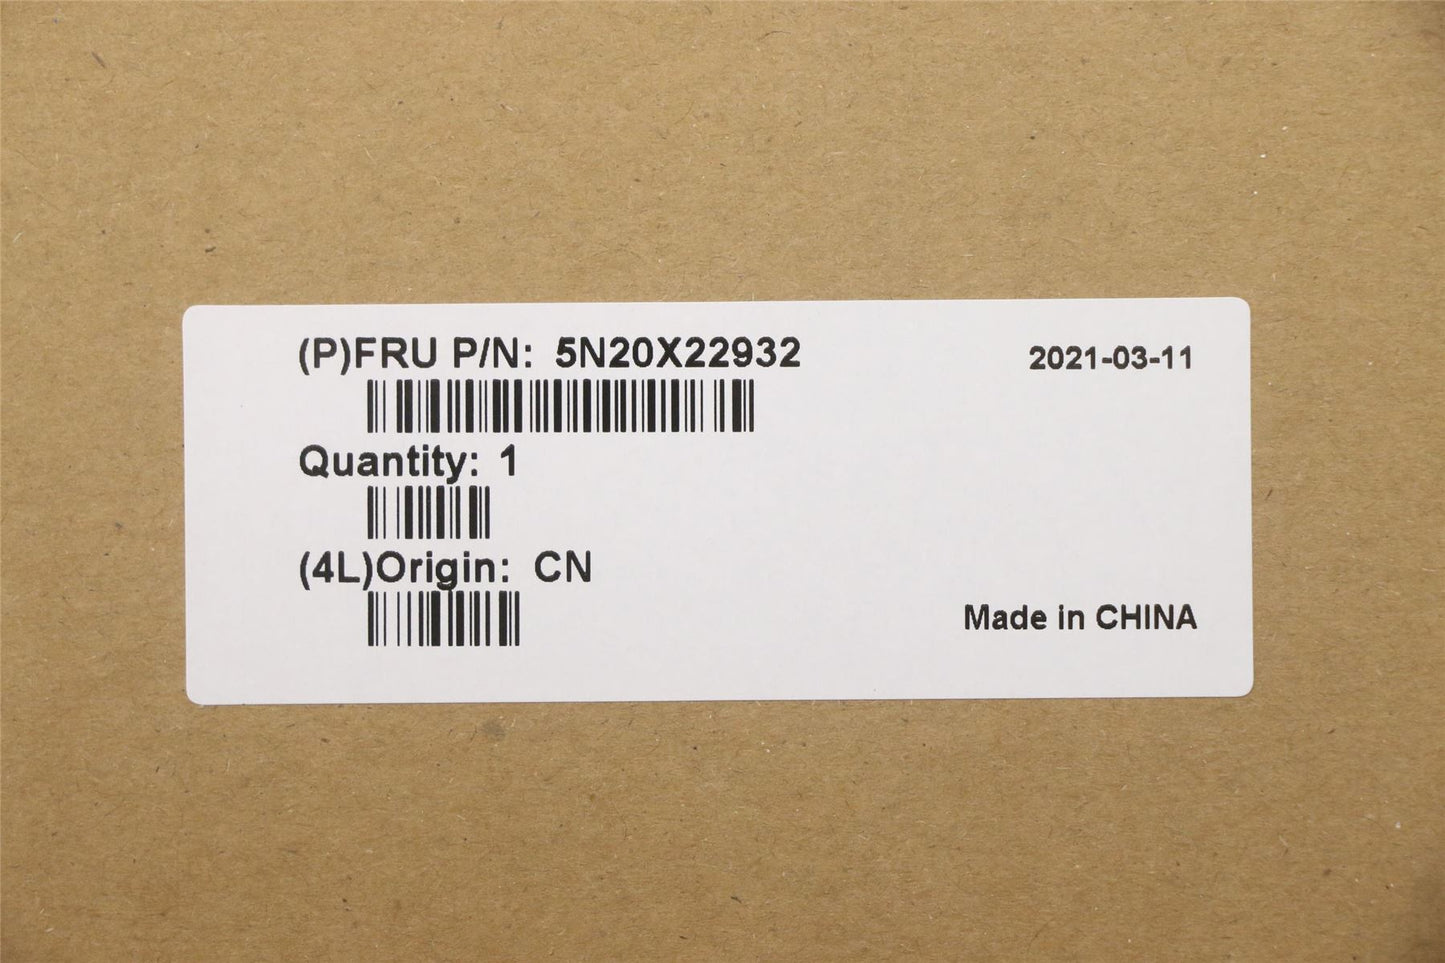 (P)FRU P/N: 5N20X22932
2021-03-11
Quantity: 1
(4L)Origin: CN
Made in CHINA